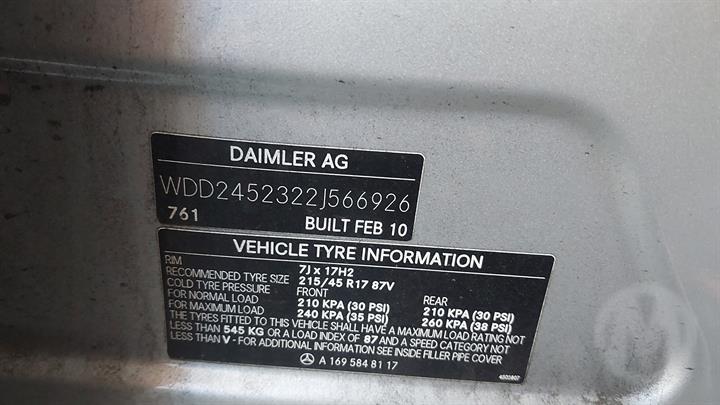 DAIMLER AG
WDD2452322J566926
761 BUILT FEB 10
VEHICLE TYRE INFORMATION
RIM 7J x 17H2
RECOMMENDED TYRE SIZE 215/45 R17 87V
COLD TYRE PRESSURE FRONT REAR
FOR NORMAL LOAD 210 KPA (30 PSI) 210 KPA (30 PSI)
FOR MAXIMUM LOAD 240 KPA (35 PSI) 260 KPA (38 PSI)
THE TYRES FITTED TO THIS VEHICLE SHALL HAVE A MAXIMUM LOAD RATING NOT
LESS THAN 545 KG OR A LOAD INDEX OF 87 AND A SPEED CATEGORY NOT
LESS THAN V - FOR ADDITIONAL INFORMATION SEE INSIDE FILLER PIPE COVER
A 169 584 81 17